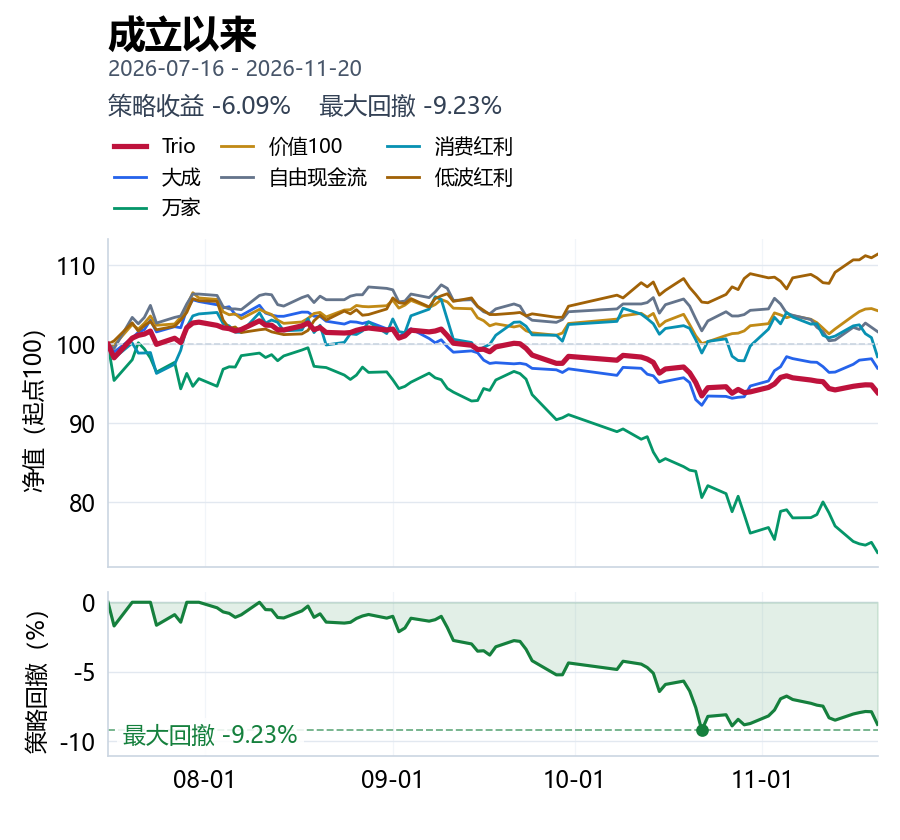 成立以来
2026-07-16 - 2026-11-20
策略收益 -6.09% 最大回撤 -9.23%
Trio 价值100 消费红利
大成 自由现金流 低波红利
万家
净值（起点100）
110
100
90
80
策略回撤（%）
0
-5
-10
最大回撤 -9.23%
08-01 09-01 10-01 11-01